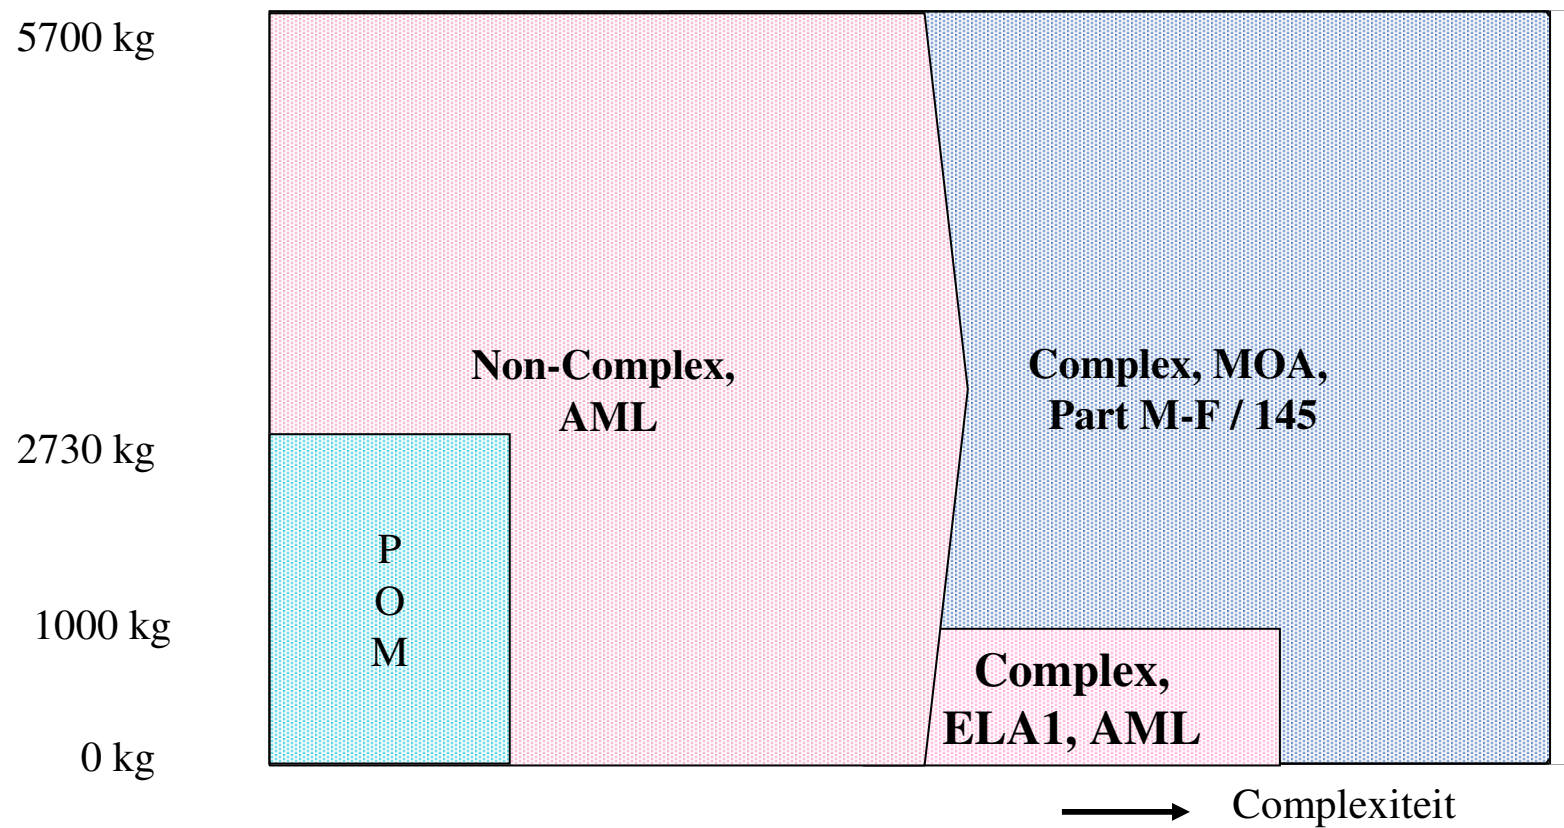 5700 kg
Non-Complex,
AML
Complex, MOA,
Part M-F / 145
2730 kg
P
O
M
1000 kg
Complex,
ELA1, AML
0 kg
Complexiteit